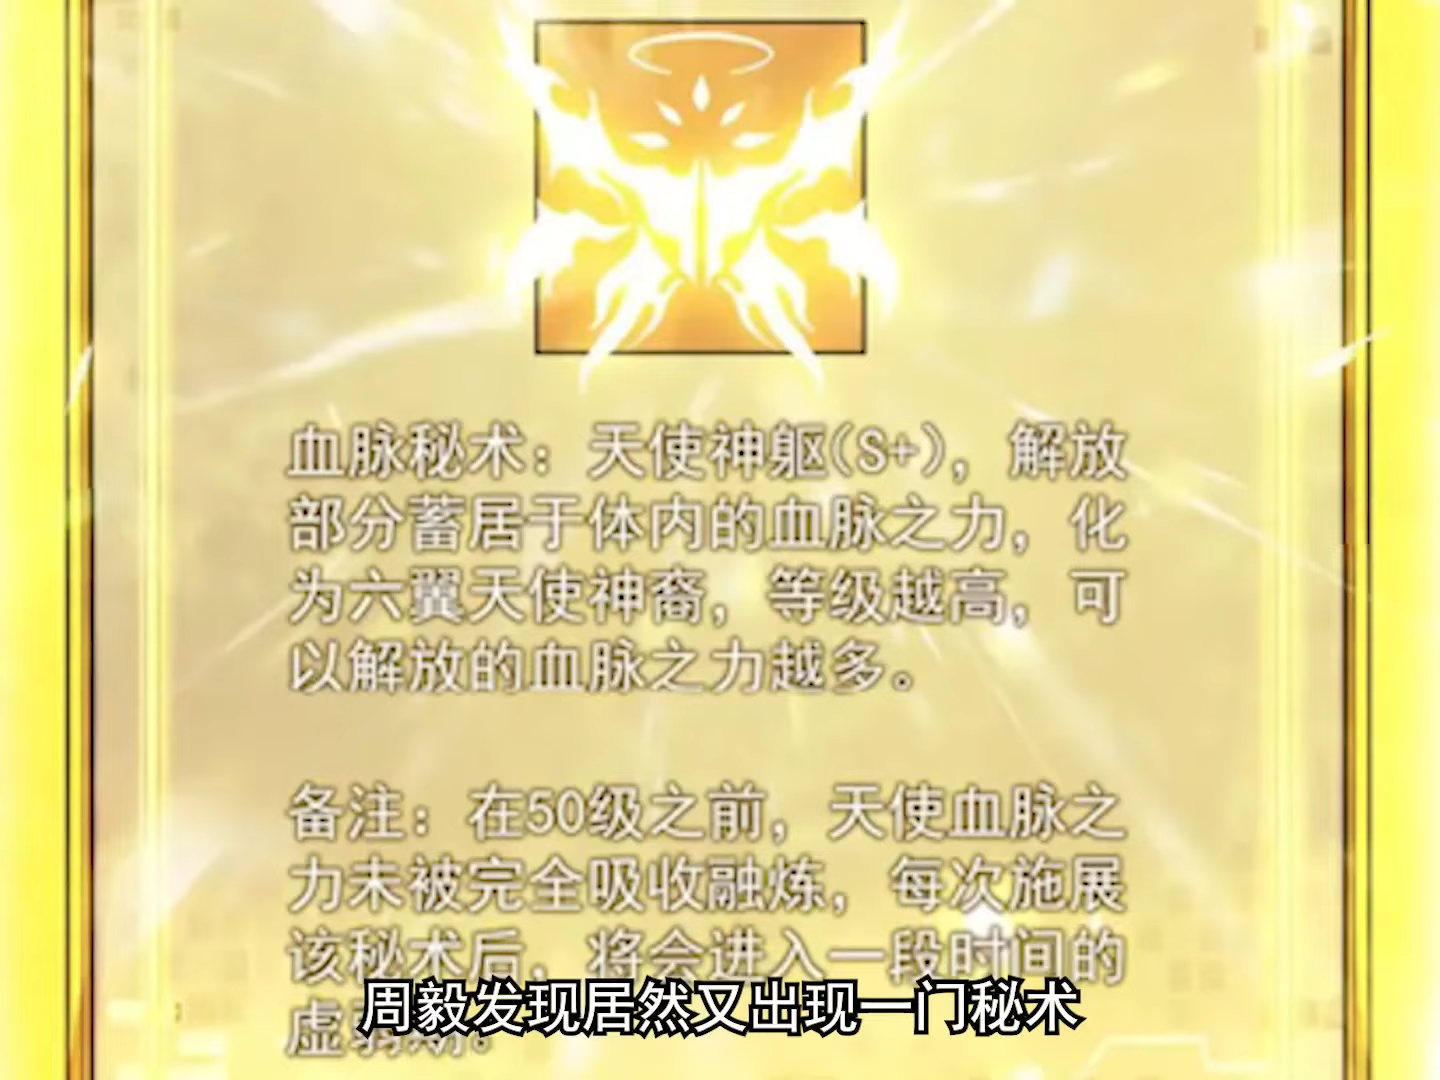 血脉秘术：天使神躯(S+)，解放
部分蓄居于体内的血脉之力，化
为六翼天使神裔，等级越高，可
以解放的血脉之力越多。
备注：在50级之前，天使血脉之
力未被完全吸收融炼，每次施展
该秘术后，将会进入一段时间的
虚弱期。
周毅发现居然又出现一门秘术